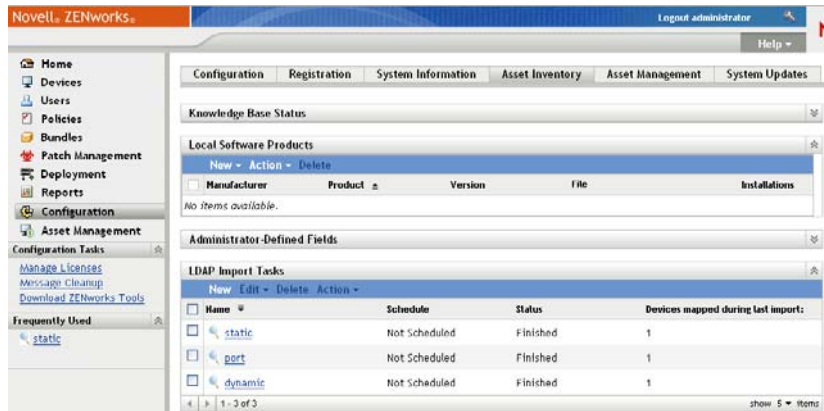 Novell® ZENworks®
Logout administrator
Help
Home
Devices
Users
Policies
Bundles
Patch Management
Deployment
Reports
Configuration
Asset Management
Configuration Tasks
Manage Licenses
Message Cleanup
Download ZENworks Tools
Frequently Used
static
Configuration Registration System Information Asset Inventory Asset Management System Updates
Knowledge Base Status
Local Software Products
New Action Delete
Manufacturer Product Version File Installations
No items available.
Administrator-Defined Fields
LDAP Import Tasks
New Edit Delete Action
Name Schedule Status Devices mapped during last import:
static Not Scheduled Finished 1
port Not Scheduled Finished 1
dynamic Not Scheduled Finished 1
1 - 3 of 3 show 5 items